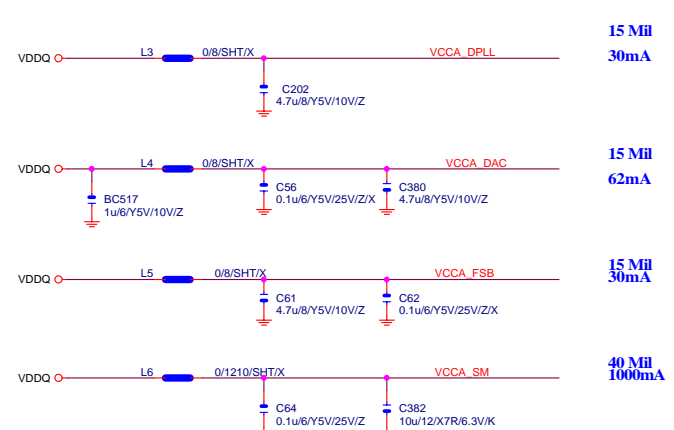 15 Mil
VDDQ L3 0/8/SHT/X VCCA_DPLL 30mA
C202
4.7u/8/Y5V/10V/Z
15 Mil
VDDQ L4 0/8/SHT/X VCCA_DAC
62mA
BC517 C56 C380
1u/6/Y5V/10V/Z 0.1u/6/Y5V/25V/Z/X 4.7u/8/Y5V/10V/Z
15 Mil
VDDQ L5 0/8/SHT/X VCCA_FSB 30mA
C61 C62
4.7u/8/Y5V/10V/Z 0.1u/6/Y5V/25V/Z/X
40 Mil
VDDQ L6 0/1210/SHT/X VCCA_SM 1000mA
C64 C382
0.1u/6/Y5V/25V/Z 10u/12/X7R/6.3V/K